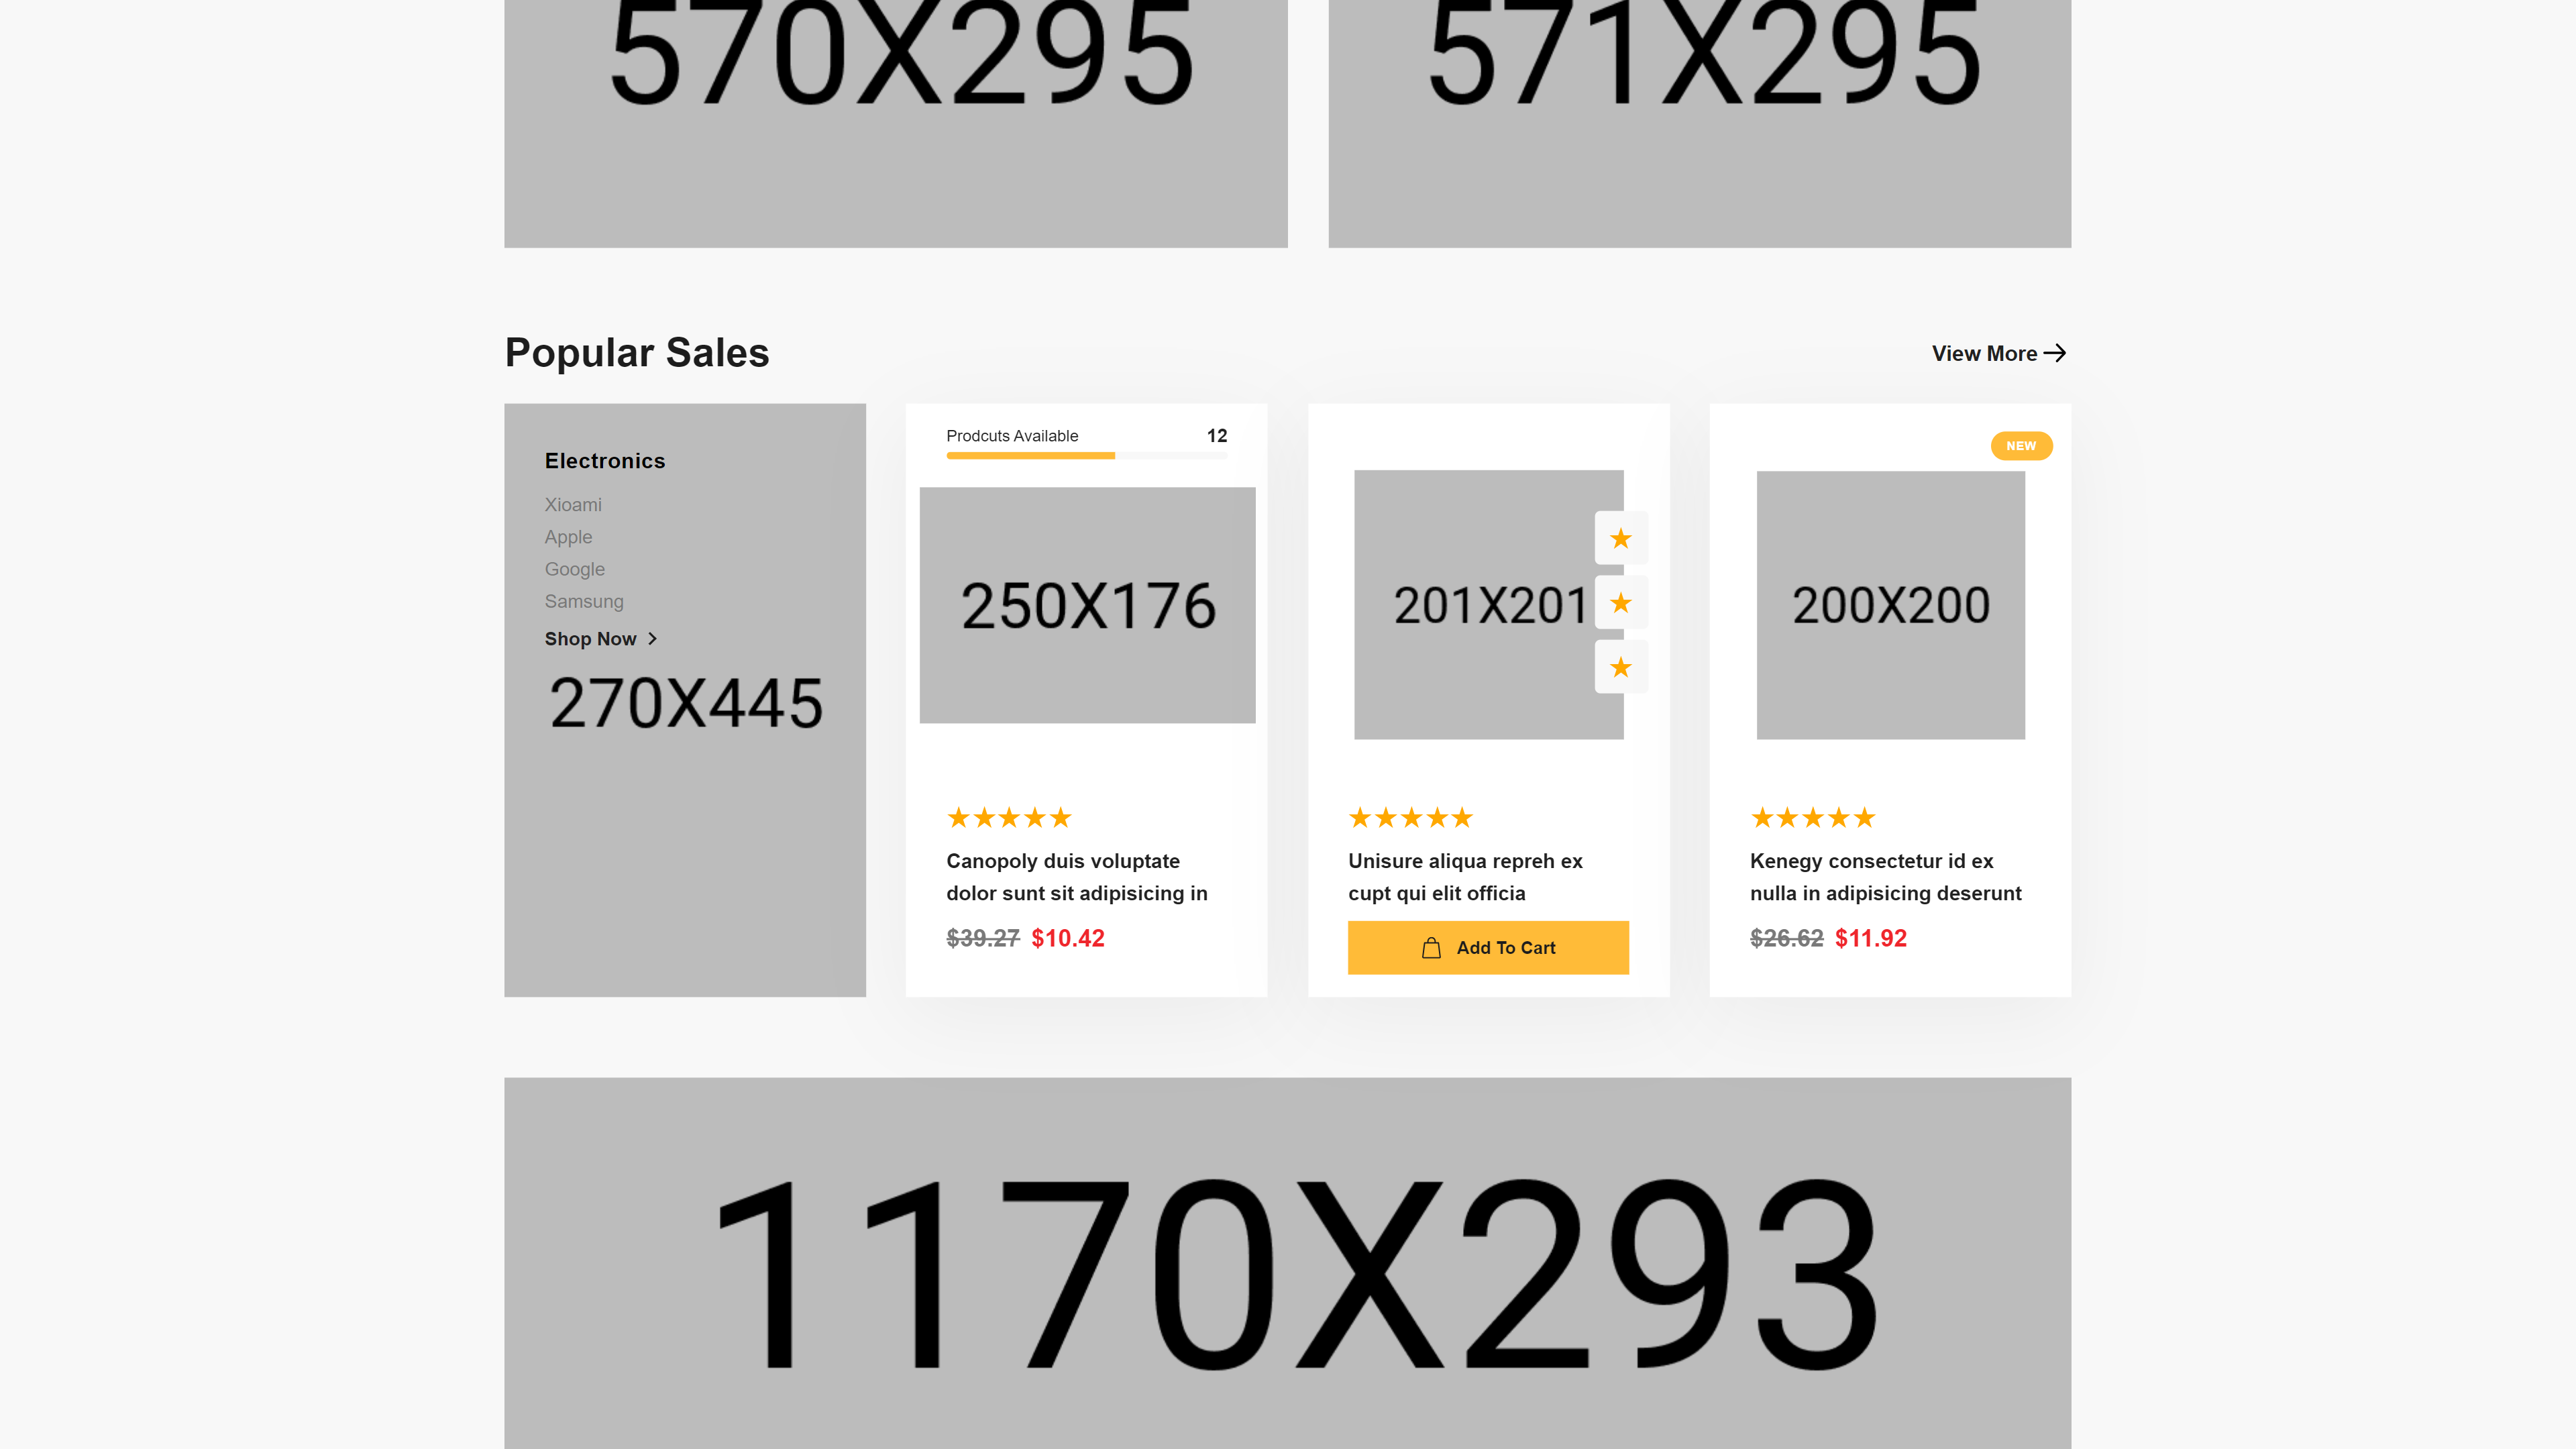 570X295
571X295
Popular Sales
View More
Electronics
Xioami
Apple
Google
Samsung
Shop Now
270X445
Prodcuts Available 12
250X176
Canopoly duis voluptate
dolor sunt sit adipisicing in
$39.27 $10.42
201X201
Unisure aliqua repreh ex
cupt qui elit officia
Add To Cart
NEW
200X200
Kenegy consectetur id ex
nulla in adipisicing deserunt
$26.62 $11.92
1170X293